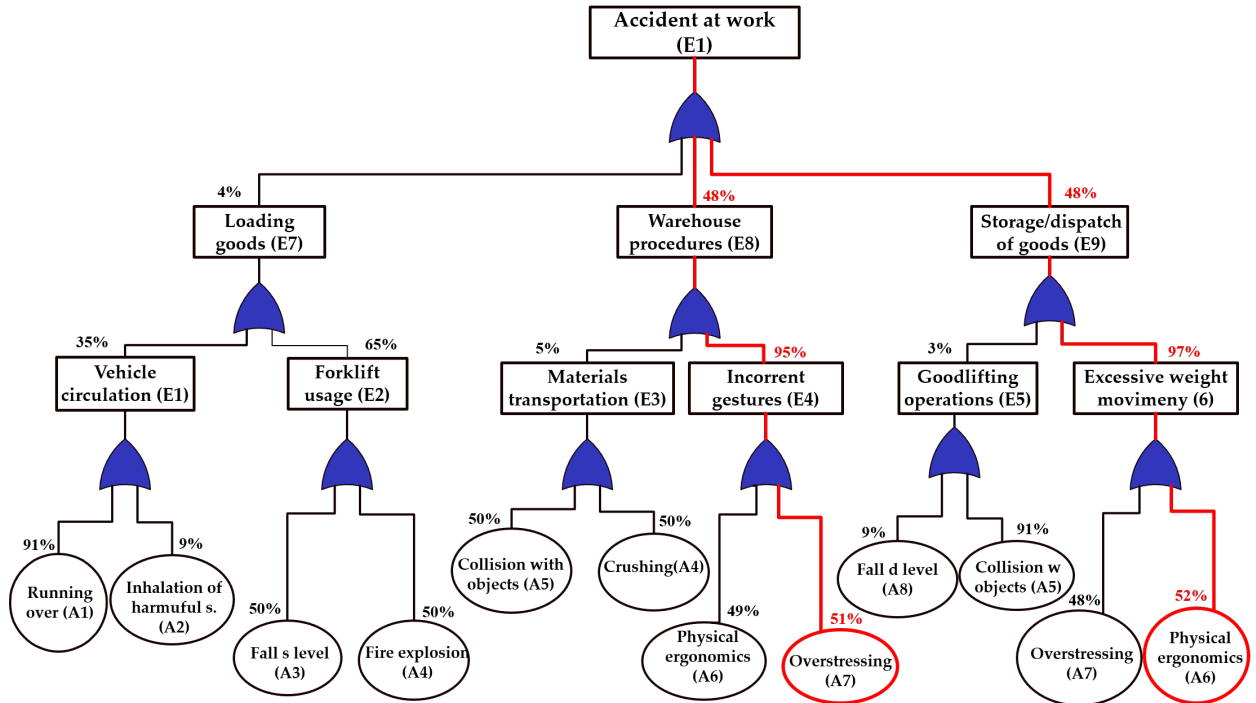 Accident at work
(E1)
4%
48%
48%
Loading
goods (E7)
Warehouse
procedures (E8)
Storage/dispatch
of goods (E9)
35%
65%
5%
95%
3%
97%
Vehicle
circulation (E1)
Forklift
usage (E2)
Materials
transportation (E3)
Incorrent
gestures (E4)
Goodlifting
operations (E5)
Excessive weight
movimeny (6)
91%
9%
50%
50%
9%
91%
Running
over (A1)
Inhalation of
harmuful s.
(A2)
Collision with
objects (A5)
Crushing(A4)
Fall d level
(A8)
Collision w
objects (A5)
50%
50%
49%
51%
48%
52%
Fall s level
(A3)
Fire explosion
(A4)
Physical
ergonomics
(A6)
Overstressing
(A7)
Overstressing
(A7)
Physical
ergonomics
(A6)